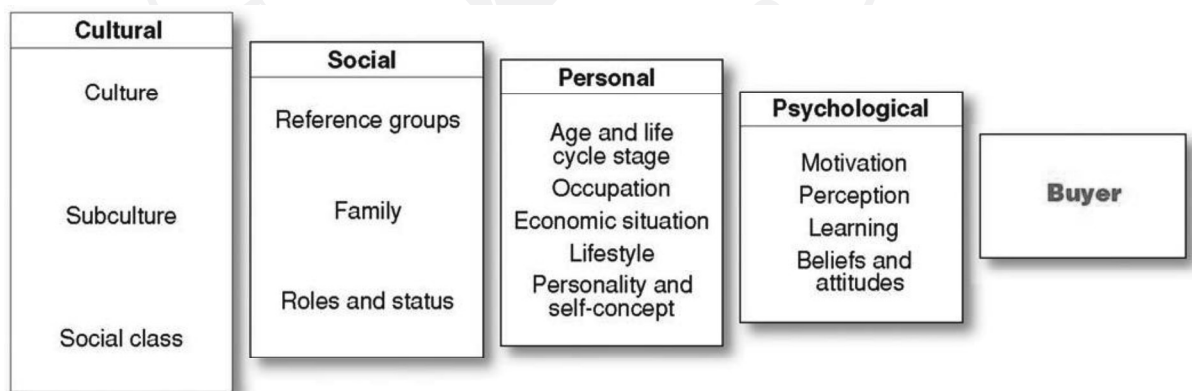 Cultural
Culture
Subculture
Social class
Social
Reference groups
Family
Roles and status
Personal
Age and life
cycle stage
Occupation
Economic situation
Lifestyle
Personality and
self-concept
Psychological
Motivation
Perception
Learning
Beliefs and
attitudes
Buyer